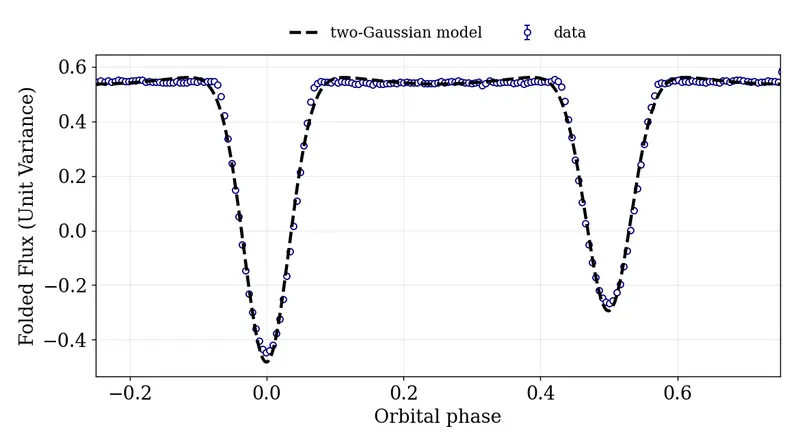 two-Gaussian model data
0.6
0.4
0.2
0.0
−0.2
−0.4
Folded Flux (Unit Variance)
−0.2 0.0 0.2 0.4 0.6
Orbital phase